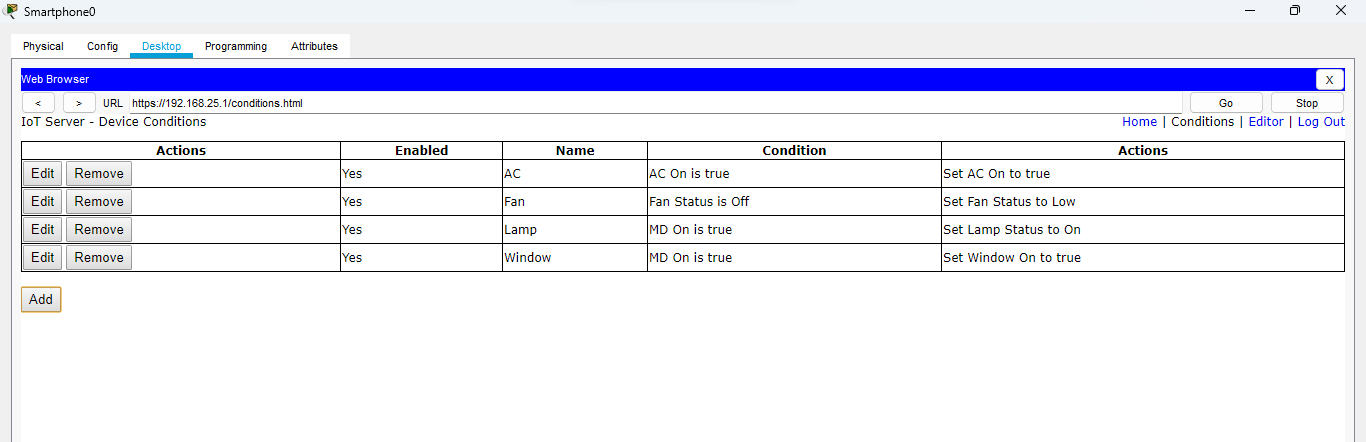 Smartphone0
Physical Config Desktop Programming Attributes
Web Browser X
< > URL https://192.168.25.1/conditions.html Go Stop
IoT Server - Device Conditions Home | Conditions | Editor | Log Out
Actions Enabled Name Condition Actions
Edit Remove Yes AC AC On is true Set AC On to true
Edit Remove Yes Fan Fan Status is Off Set Fan Status to Low
Edit Remove Yes Lamp MD On is true Set Lamp Status to On
Edit Remove Yes Window MD On is true Set Window On to true
Add